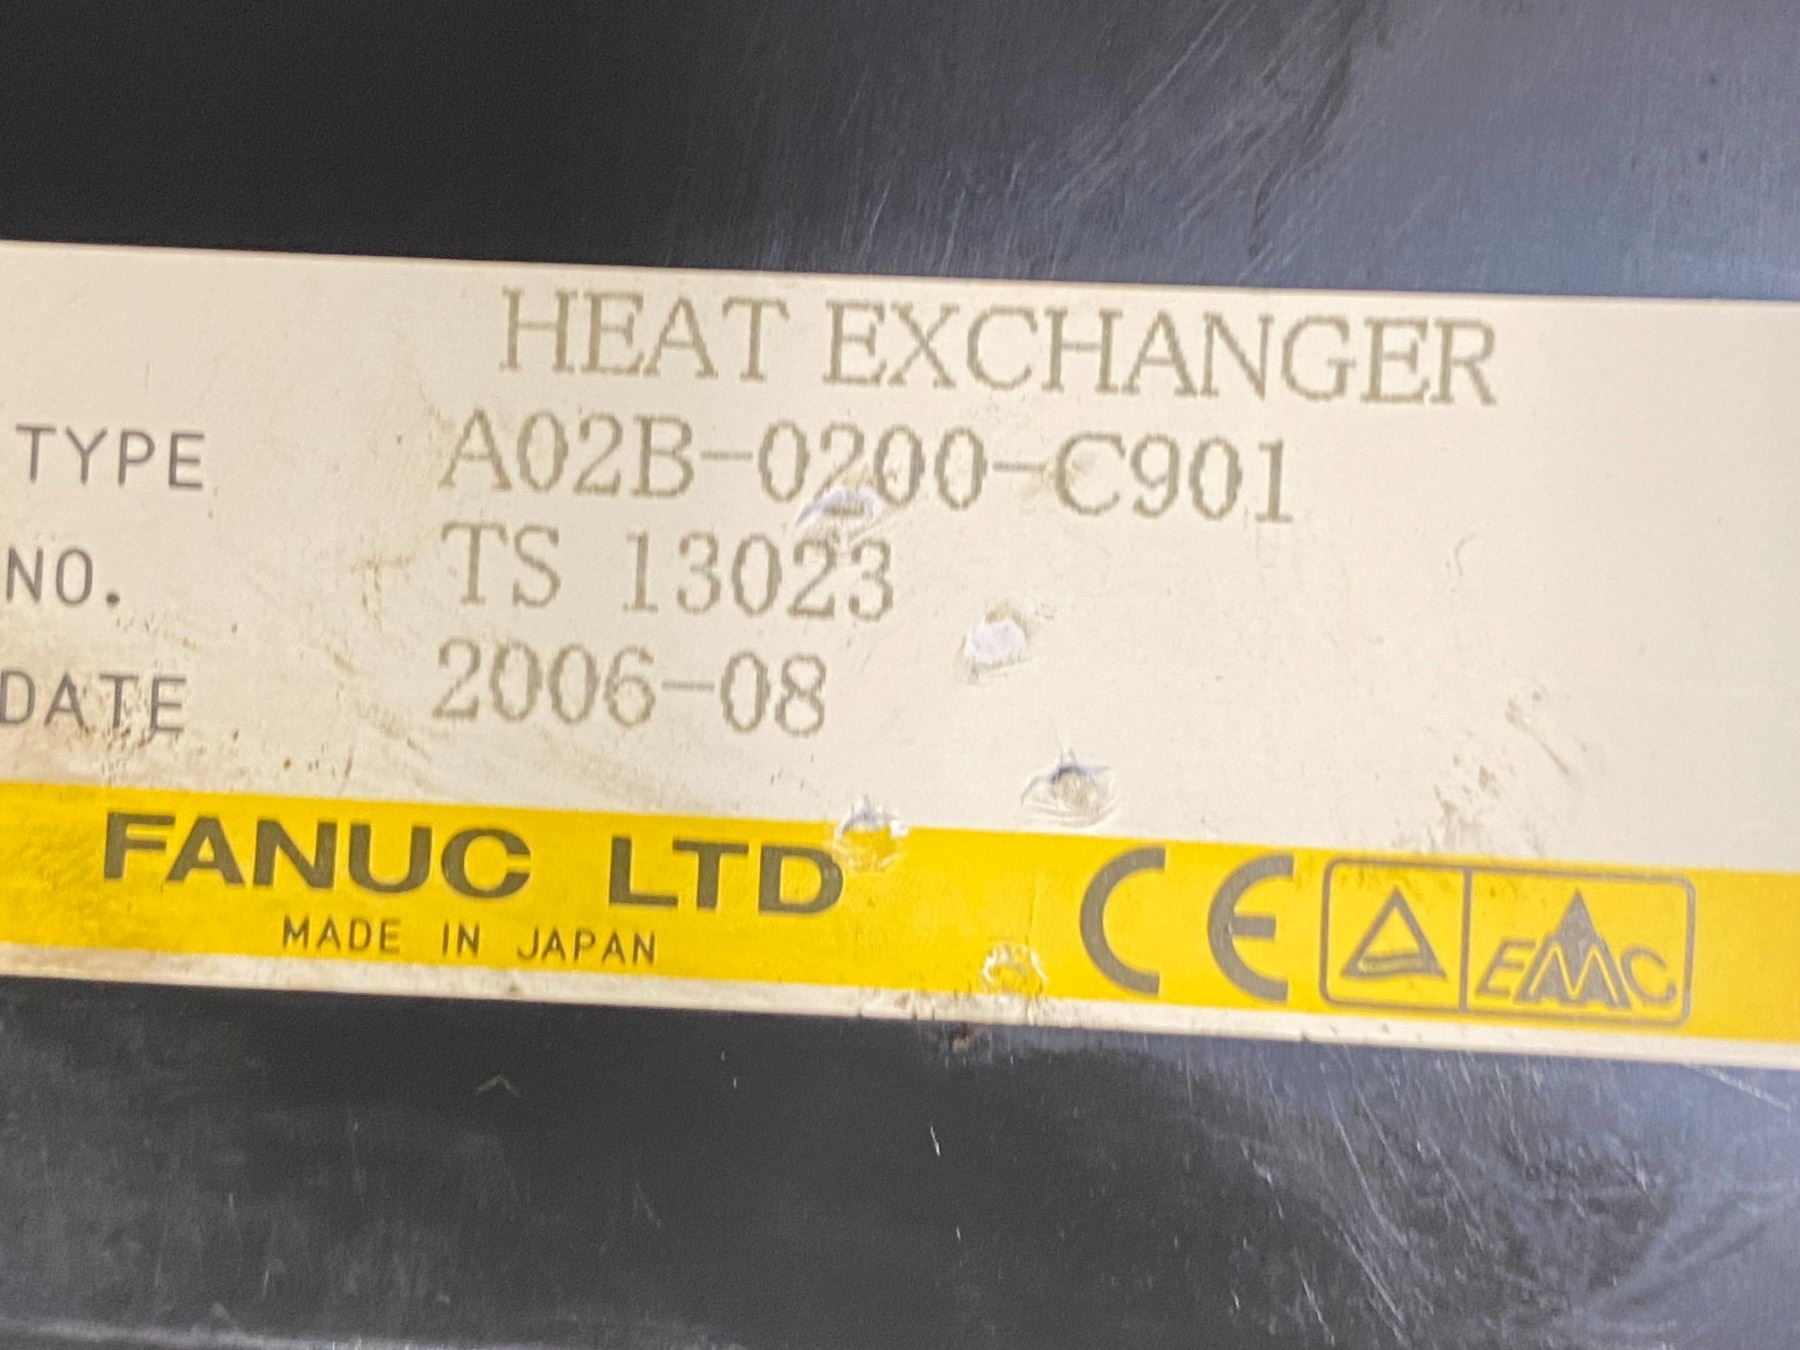 HEAT EXCHANGER
TYPE A02B-0200-C901
NO. TS 13023
DATE 2006-08
FANUC LTD
MADE IN JAPAN
CE EMC